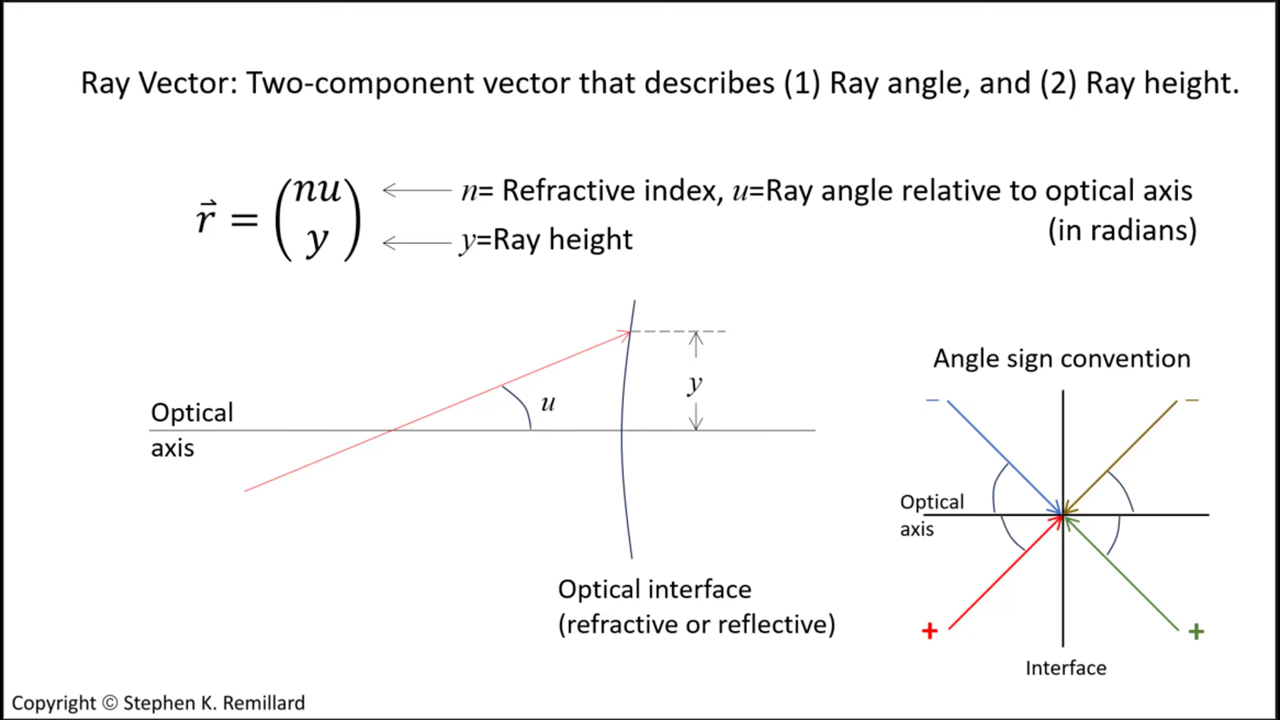 Ray Vector: Two-component vector that describes (1) Ray angle, and (2) Ray height.
r⃗ = (nu
y)
n= Refractive index, u=Ray angle relative to optical axis
(in radians)
y=Ray height
Optical
axis
u
y
Optical interface
(refractive or reflective)
Angle sign convention
− −
Optical
axis
+ +
Interface
Copyright © Stephen K. Remillard